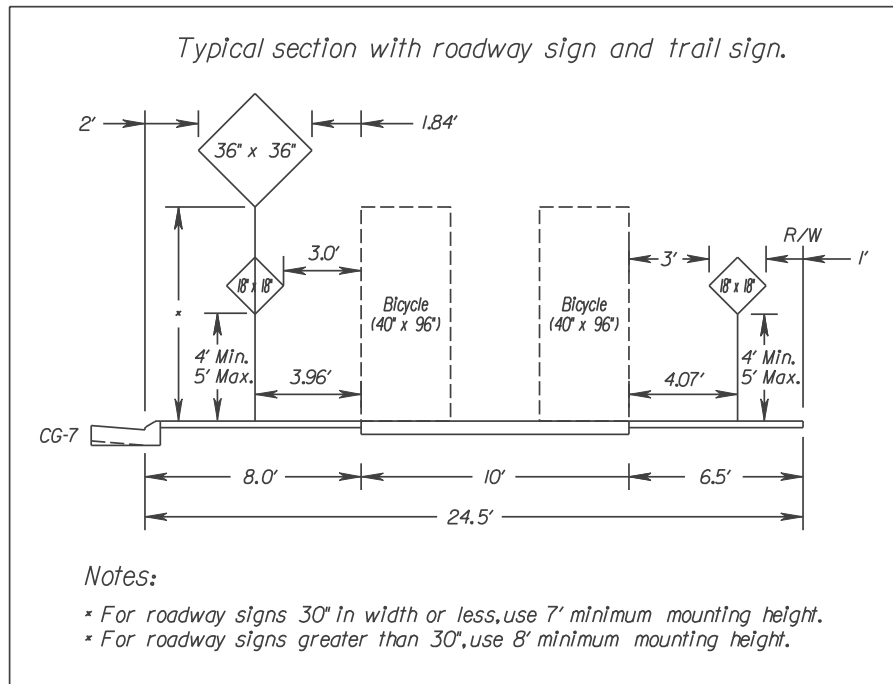 Typical section with roadway sign and trail sign.
2'
1.84'
36" x 36"
R/W
3.0'
3'
1'
18" x 18"
18" x 18"
Bicycle
(40" x 96")
Bicycle
(40" x 96")
*
4' Min.
5' Max.
4' Min.
5' Max.
3.96'
4.07'
CG-7
8.0'
10'
6.5'
24.5'
Notes:
* For roadway signs 30" in width or less, use 7' minimum mounting height.
* For roadway signs greater than 30", use 8' minimum mounting height.